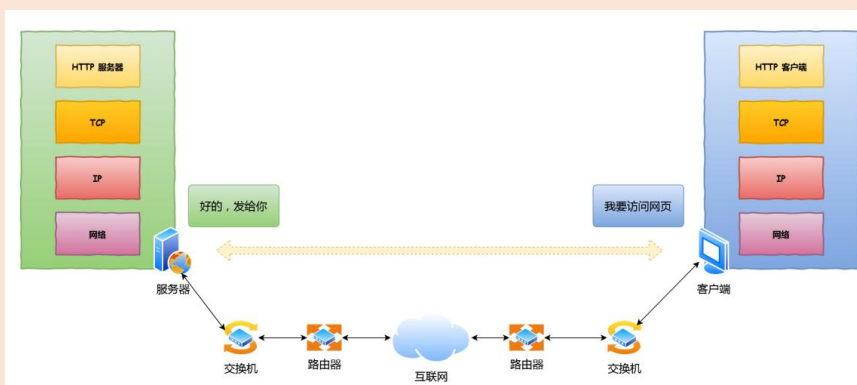 HTTP 服务器
TCP
IP
网络
服务器
好的，发给你
我要访问网页
HTTP 客户端
TCP
IP
网络
客户端
交换机
路由器
互联网
路由器
交换机